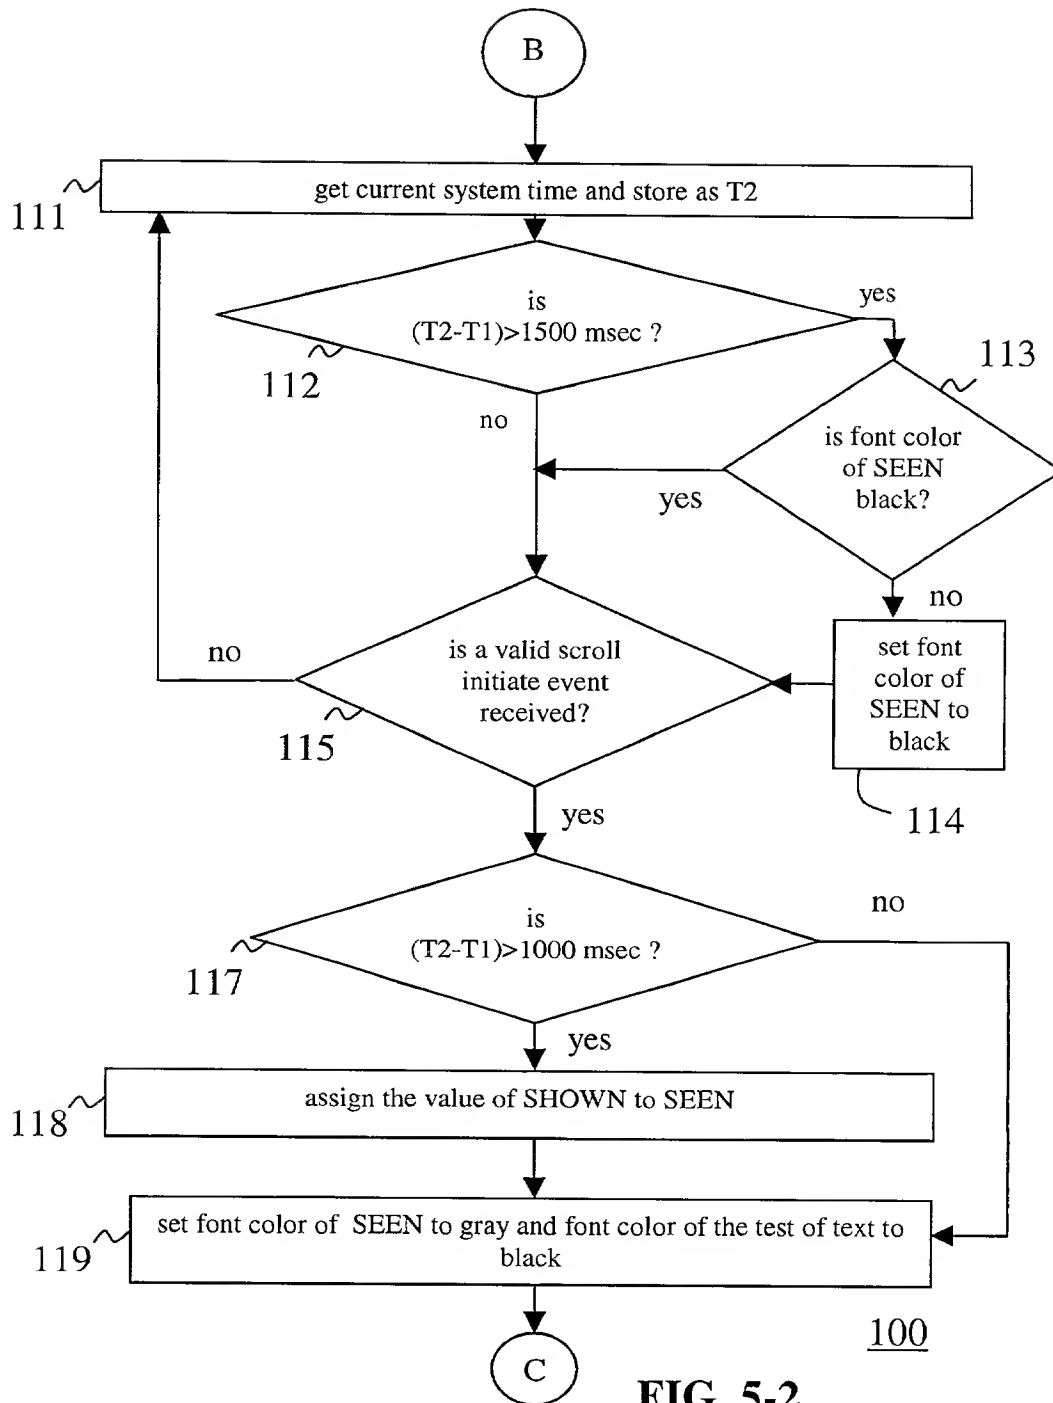 B
get current system time and store as T2
111
is
(T2-T1)>1500 msec ?
yes
112
no
113
is font color
of SEEN
black?
yes
no
is a valid scroll
initiate event
received?
no
115
set font
color of
SEEN to
black
114
yes
is
(T2-T1)>1000 msec ?
no
117
yes
assign the value of SHOWN to SEEN
118
set font color of SEEN to gray and font color of the test of text to
black
119
100
C
FIG. 5-2